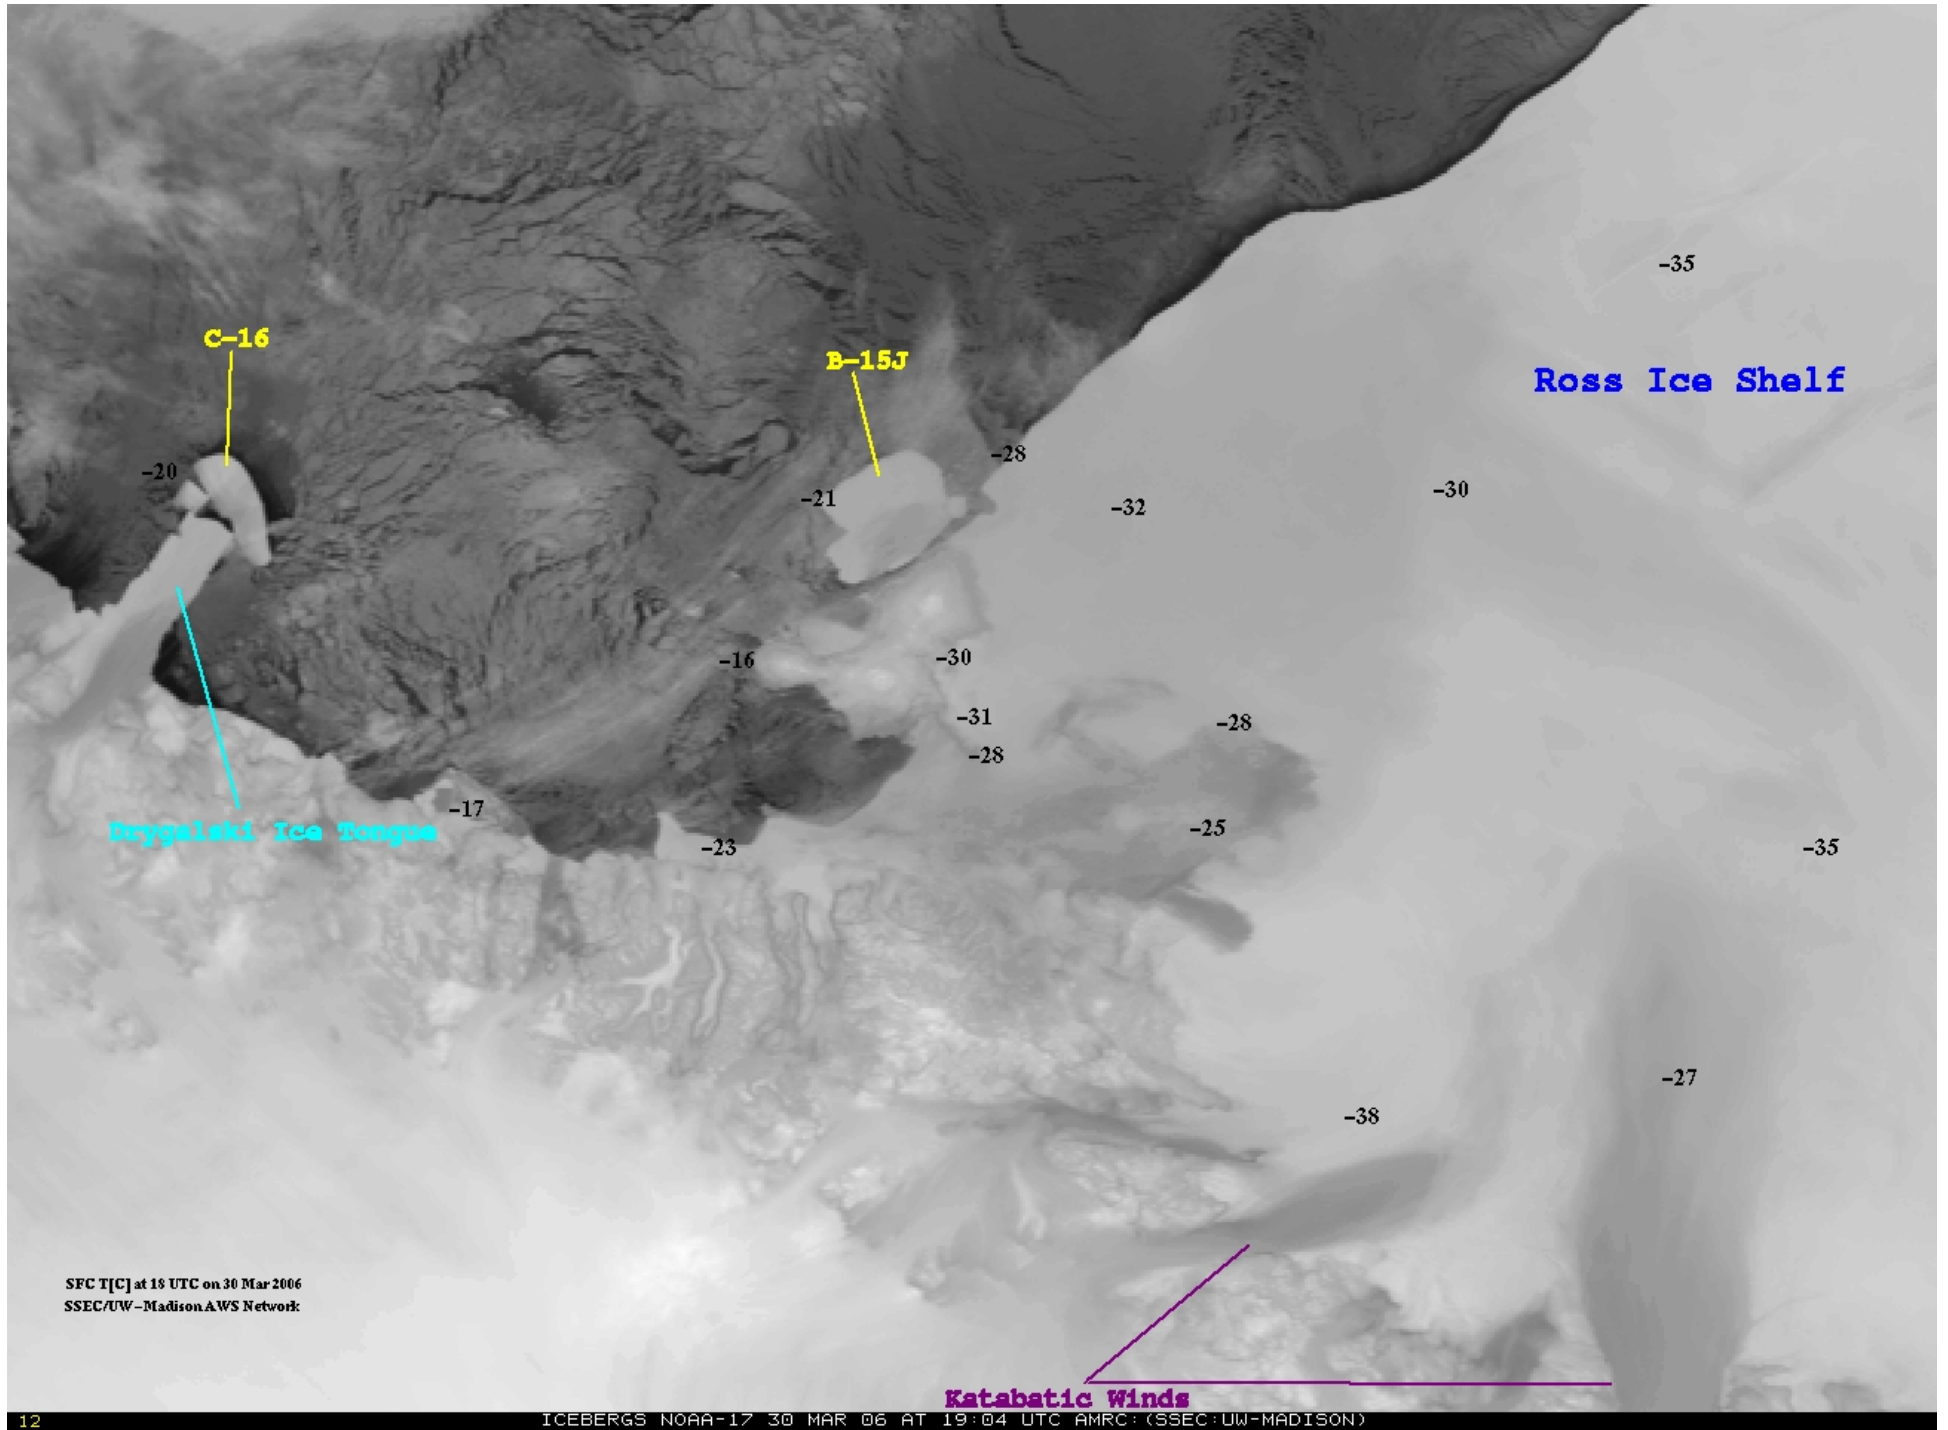 -35
C-16
B-15J
Ross Ice Shelf
-28
-20
-21
-30
-32
-16
-30
-31
-28
-28
-17
-25
Drygalski Ice Tongue
-23
-35
-27
-38
SFC T[C] at 18 UTC on 30 Mar 2006
SSEC/UW-Madison AWS Network
Katabatic Winds
12 ICEBERGS NOAA-17 30 MAR 06 AT 19:04 UTC AMRC:(SSEC:UW-MADISON)